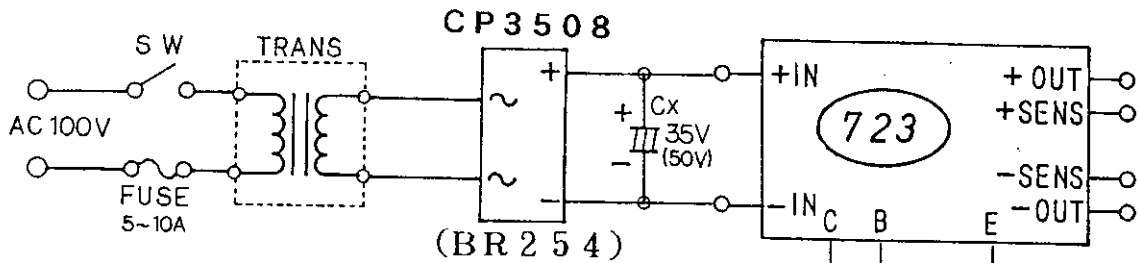 CP3508
SW
TRANS
AC 100V
FUSE
5~10A
~
~
+
-
(BR254)
+
-
Cx
35V
(50V)
+IN
-IN
723
+OUT
+SENS
-SENS
-OUT
C B E